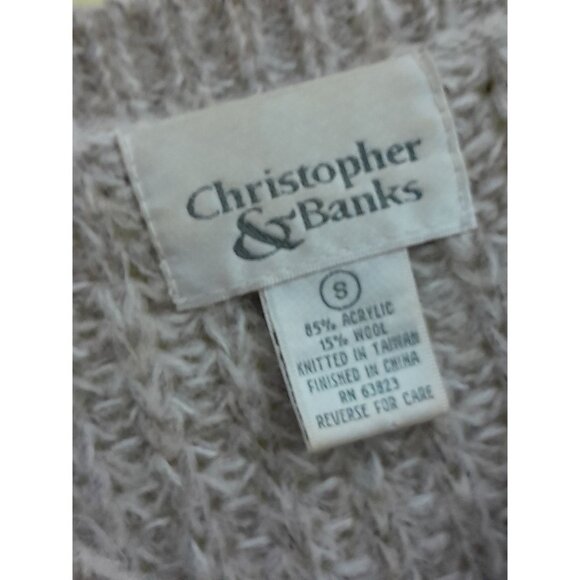 Christopher
& Banks
S
85% ACRYLIC
15% WOOL
KNITTED IN TAIWAN
FINISHED IN CHINA
RN 63823
REVERSE FOR CARE